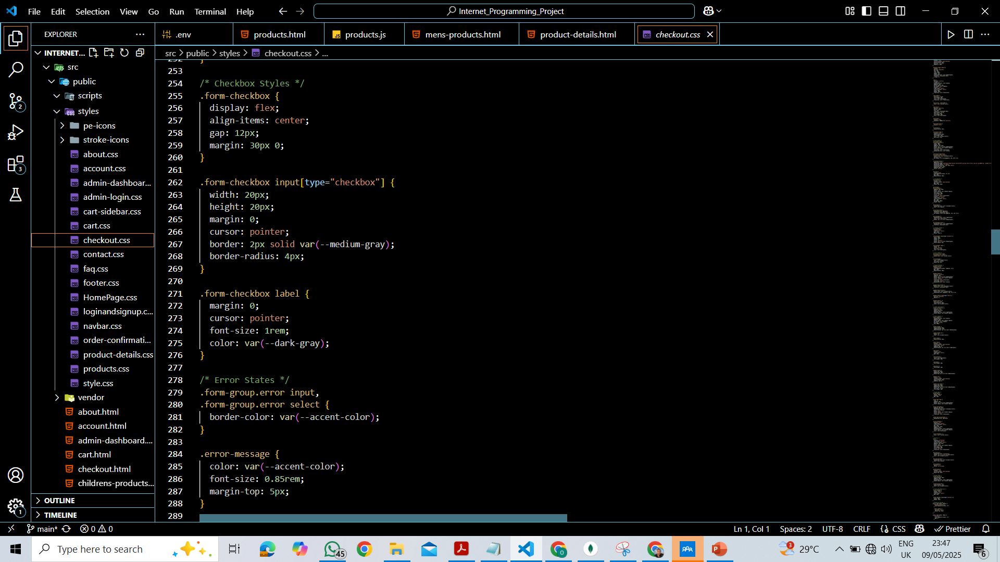 File Edit Selection View Go Run Terminal Help
Internet_Programming_Project
EXPLORER
.env
products.html
products.js
mens-products.html
product-details.html
checkout.css
INTERNET...
src
public
scripts
styles
pe-icons
stroke-icons
about.css
account.css
admin-dashboar...
admin-login.css
cart-sidebar.css
cart.css
checkout.css
contact.css
faq.css
footer.css
HomePage.css
loginandsignup.c...
navbar.css
order-confirmati...
product-details.css
products.css
style.css
vendor
about.html
account.html
admin-dashboard....
cart.html
checkout.html
childrens-products...
OUTLINE
TIMELINE
src > public > styles > checkout.css > ...
252 }
253
254 /* Checkbox Styles */
255 .form-checkbox {
256 display: flex;
257 align-items: center;
258 gap: 12px;
259 margin: 30px 0;
260 }
261
262 .form-checkbox input[type="checkbox"] {
263 width: 20px;
264 height: 20px;
265 margin: 0;
266 cursor: pointer;
267 border: 2px solid var(--medium-gray);
268 border-radius: 4px;
269 }
270
271 .form-checkbox label {
272 margin: 0;
273 cursor: pointer;
274 font-size: 1rem;
275 color: var(--dark-gray);
276 }
277
278 /* Error States */
279 .form-group.error input,
280 .form-group.error select {
281 border-color: var(--accent-color);
282 }
283
284 .error-message {
285 color: var(--accent-color);
286 font-size: 0.85rem;
287 margin-top: 5px;
288 }
289
2
3
1
main* 0 0
Ln 1, Col 1 Spaces: 2 UTF-8 CRLF CSS Prettier
Type here to search
45
3
29°C
ENG
UK
23:47
09/05/2025
6